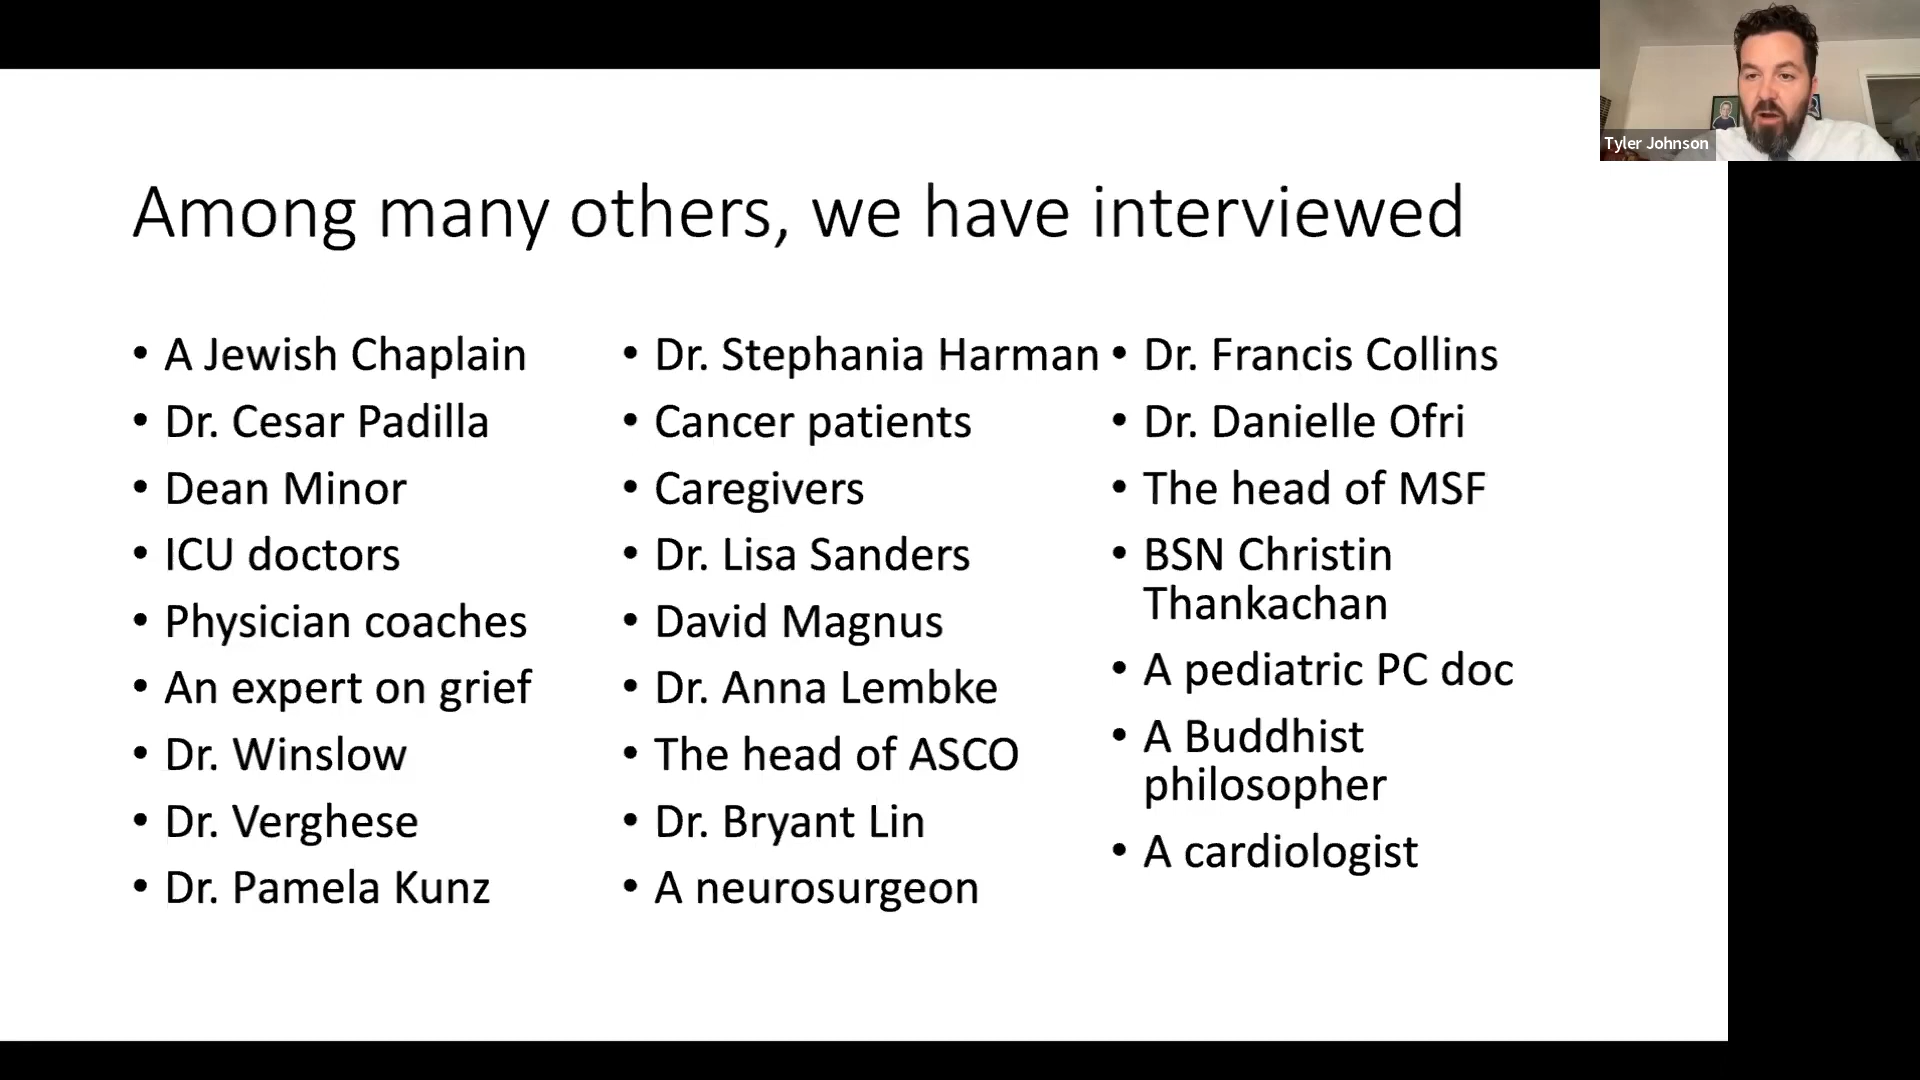 Tyler Johnson
Among many others, we have interviewed
• A Jewish Chaplain
• Dr. Cesar Padilla
• Dean Minor
• ICU doctors
• Physician coaches
• An expert on grief
• Dr. Winslow
• Dr. Verghese
• Dr. Pamela Kunz
• Dr. Stephania Harman
• Cancer patients
• Caregivers
• Dr. Lisa Sanders
• David Magnus
• Dr. Anna Lembke
• The head of ASCO
• Dr. Bryant Lin
• A neurosurgeon
• Dr. Francis Collins
• Dr. Danielle Ofri
• The head of MSF
• BSN Christin
Thankachan
• A pediatric PC doc
• A Buddhist
philosopher
• A cardiologist